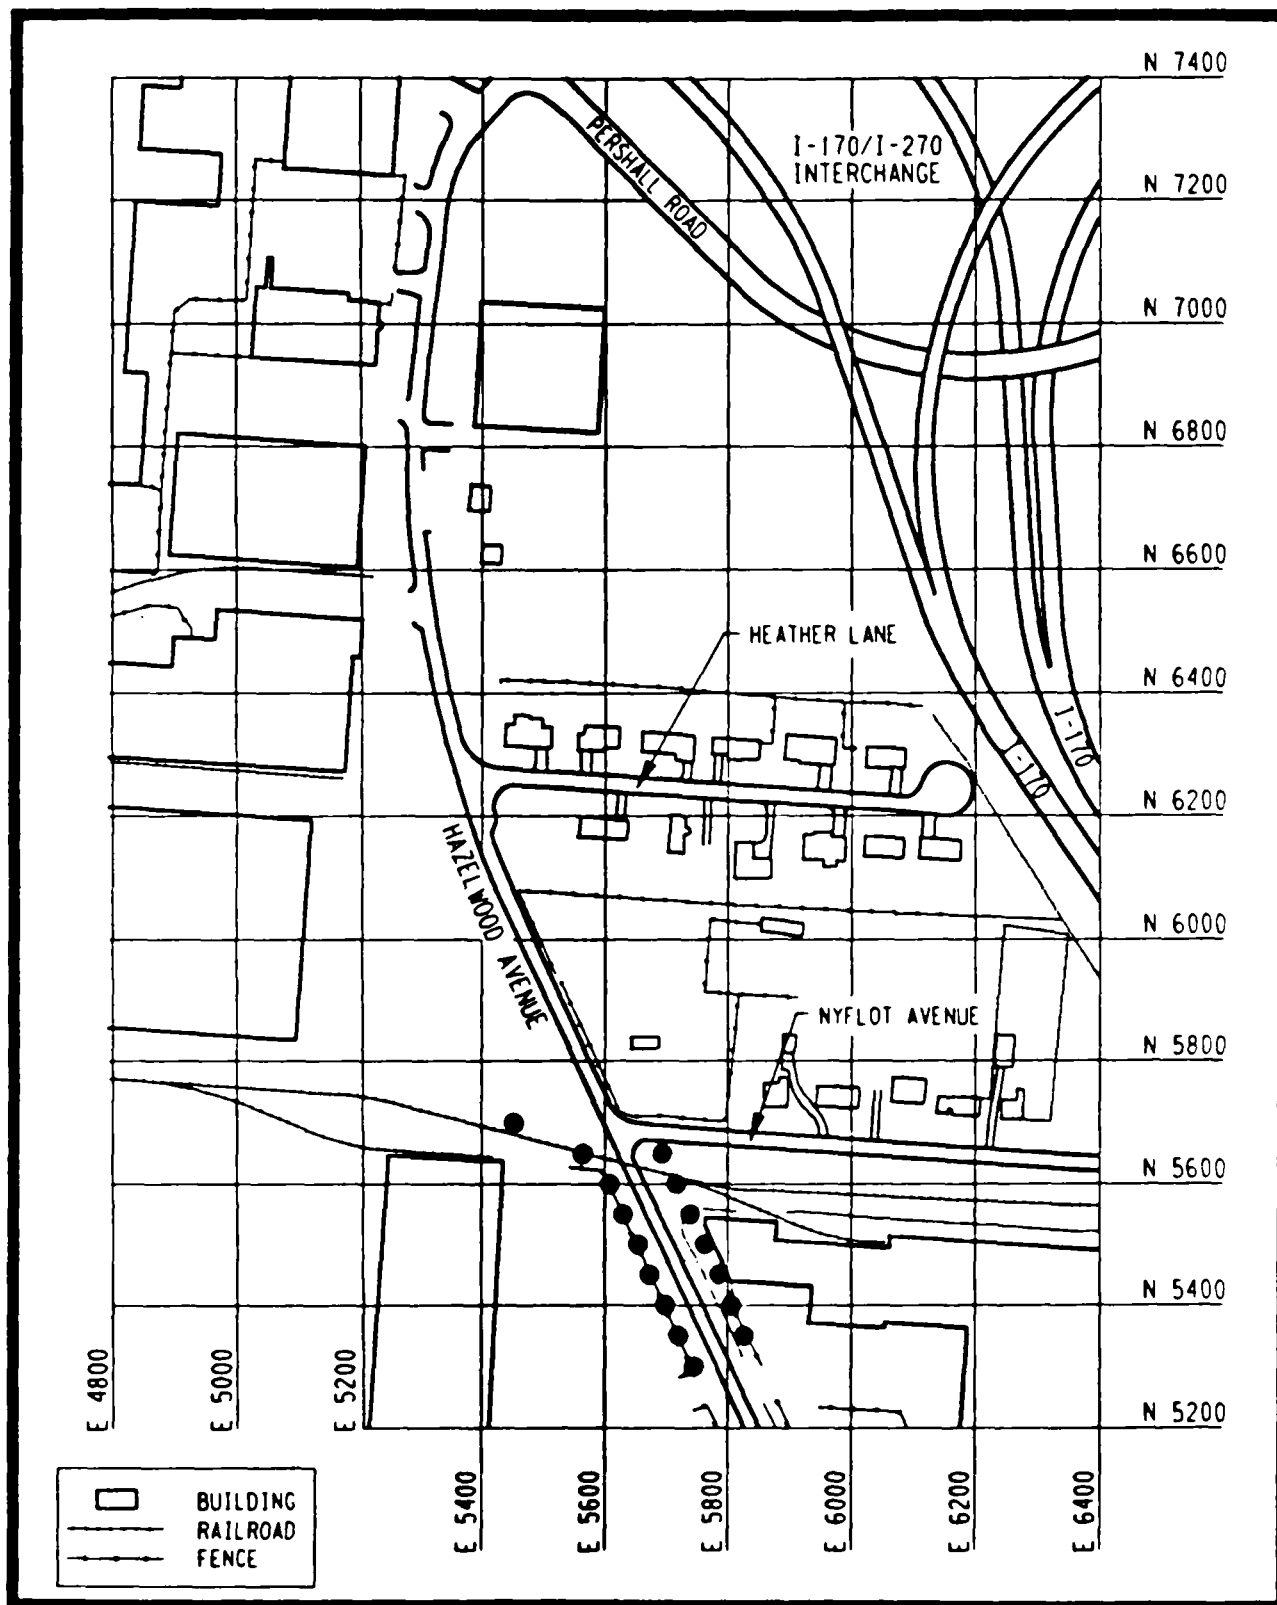 N 7400
I-170/I-270
INTERCHANGE
PERSHALL ROAD
N 7200
N 7000
N 6800
N 6600
HEATHER LANE
N 6400
I-170
I-170
N 6200
HAZELWOOD AVENUE
N 6000
NYFLOT AVENUE
N 5800
N 5600
N 5400
N 5200
E 4800
E 5000
E 5200
E 5400
E 5600
E 5800
E 6000
E 6200
E 6400
BUILDING
RAILROAD
FENCE